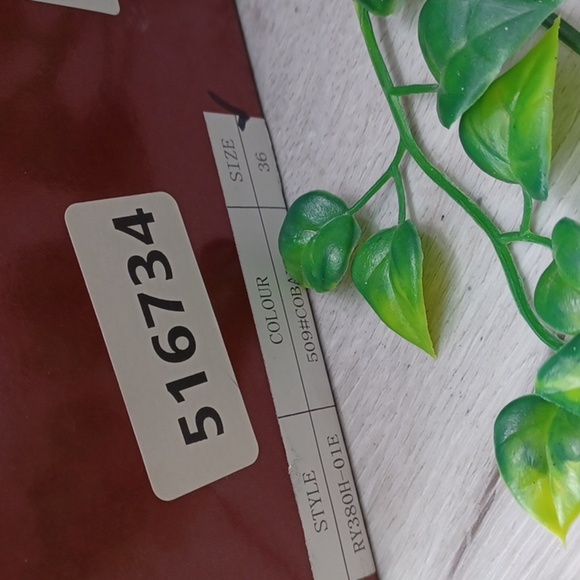 516734
STYLE COLOUR SIZE
RY380H-01E 509#COBA 36